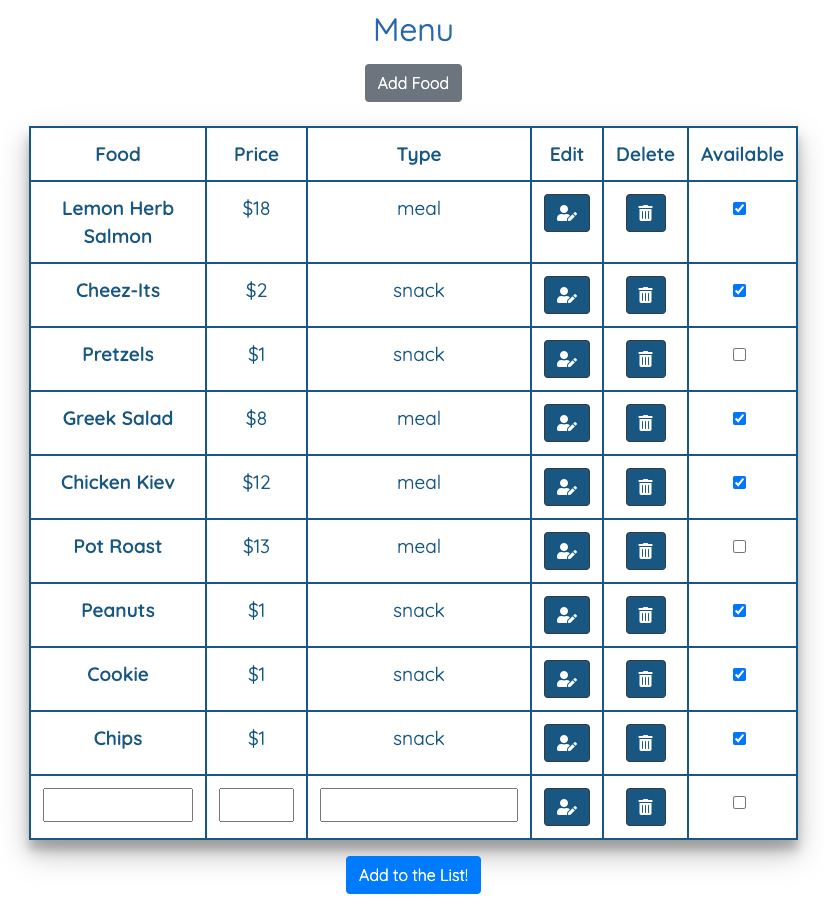 Menu
Add Food
Food Price Type Edit Delete Available
Lemon Herb
Salmon
$18 meal
Cheez-Its $2 snack
Pretzels $1 snack
Greek Salad $8 meal
Chicken Kiev $12 meal
Pot Roast $13 meal
Peanuts $1 snack
Cookie $1 snack
Chips $1 snack
Add to the List!